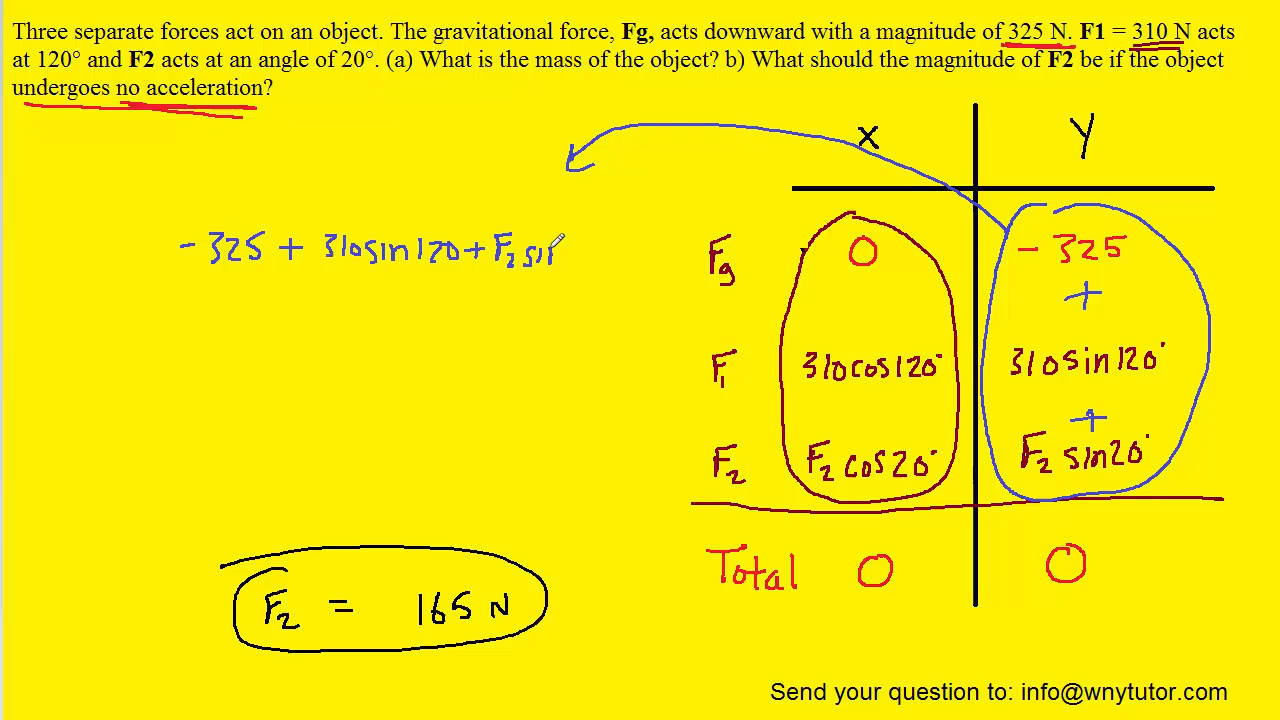 Three separate forces act on an object. The gravitational force, Fg, acts downward with a magnitude of 325 N. F1 = 310 N acts
at 120° and F2 acts at an angle of 20°. (a) What is the mass of the object? b) What should the magnitude of F2 be if the object
undergoes no acceleration?
X Y
-325 + 310sin120 + F₂ sin
Fg 0 - 325
+
F₁ 310cos120° 310sin120°
+
F₂ F₂ cos20° F₂ sin20°
Total 0 0
F₂ = 165 N
Send your question to: info@wnytutor.com